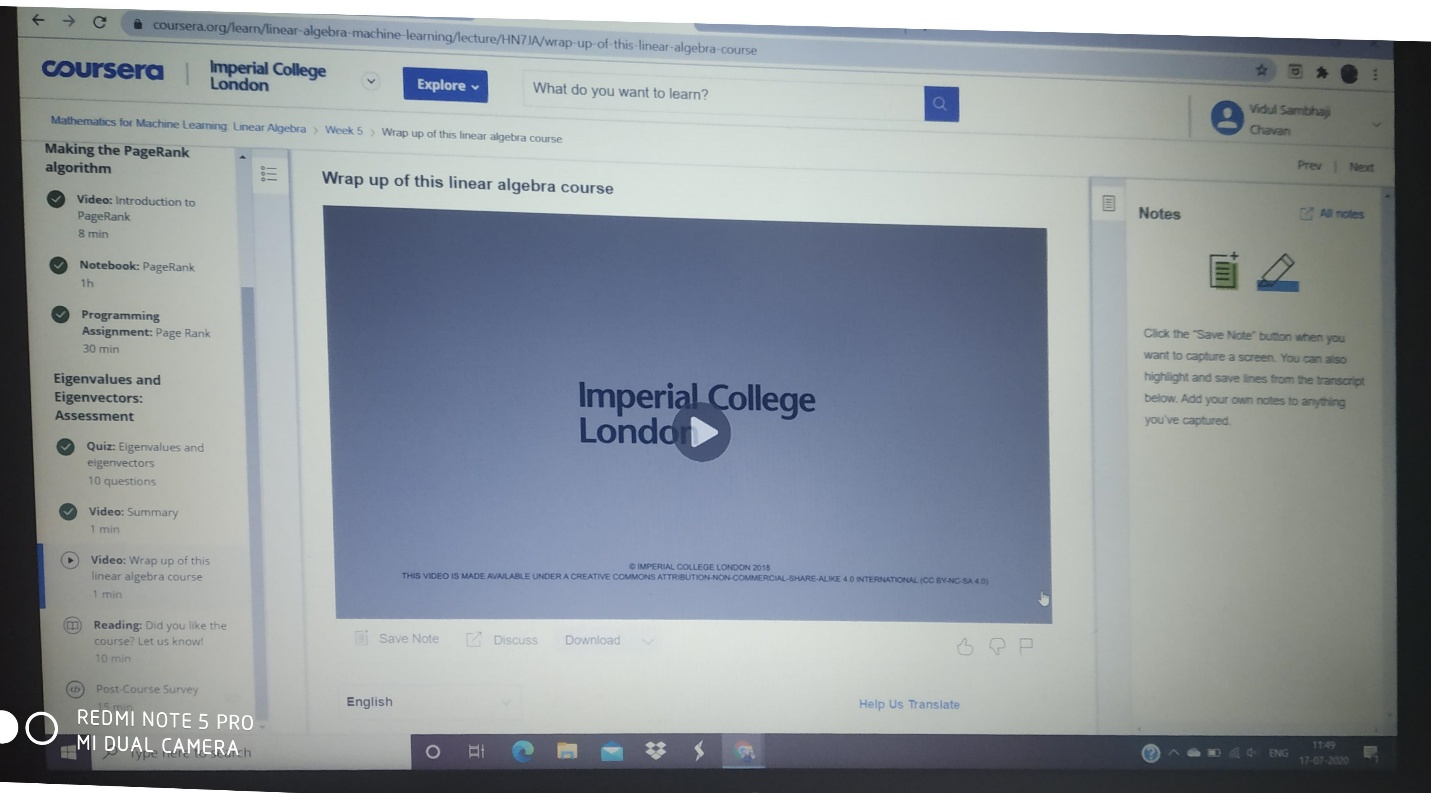 coursera.org/learn/linear-algebra-machine-learning/lecture/HN7JA/wrap-up-of-this-linear-algebra-course
coursera
Imperial College
London
Explore
What do you want to learn?
Vidul Sambhaji
Chavan
Mathematics for Machine Learning: Linear Algebra > Week 5 > Wrap up of this linear algebra course
Prev | Next
Making the PageRank
algorithm
Video: Introduction to
PageRank
8 min
Notebook: PageRank
1h
Programming
Assignment: Page Rank
30 min
Eigenvalues and
Eigenvectors:
Assessment
Quiz: Eigenvalues and
eigenvectors
10 questions
Video: Summary
1 min
Video: Wrap up of this
linear algebra course
1 min
Reading: Did you like the
course? Let us know!
10 min
Post-Course Survey
15 min
Wrap up of this linear algebra course
Imperial College
London
© IMPERIAL COLLEGE LONDON 2018
THIS VIDEO IS MADE AVAILABLE UNDER A CREATIVE COMMONS ATTRIBUTION-NON-COMMERCIAL-SHARE-ALIKE 4.0 INTERNATIONAL (CC BY-NC-SA 4.0)
Save Note
Discuss
Download
English
Help Us Translate
Notes
All notes
Click the "Save Note" button when you
want to capture a screen. You can also
highlight and save lines from the transcript
below. Add your own notes to anything
you've captured.
REDMI NOTE 5 PRO
MI DUAL CAMERA
Type here to search
ENG
11:49
17-07-2020